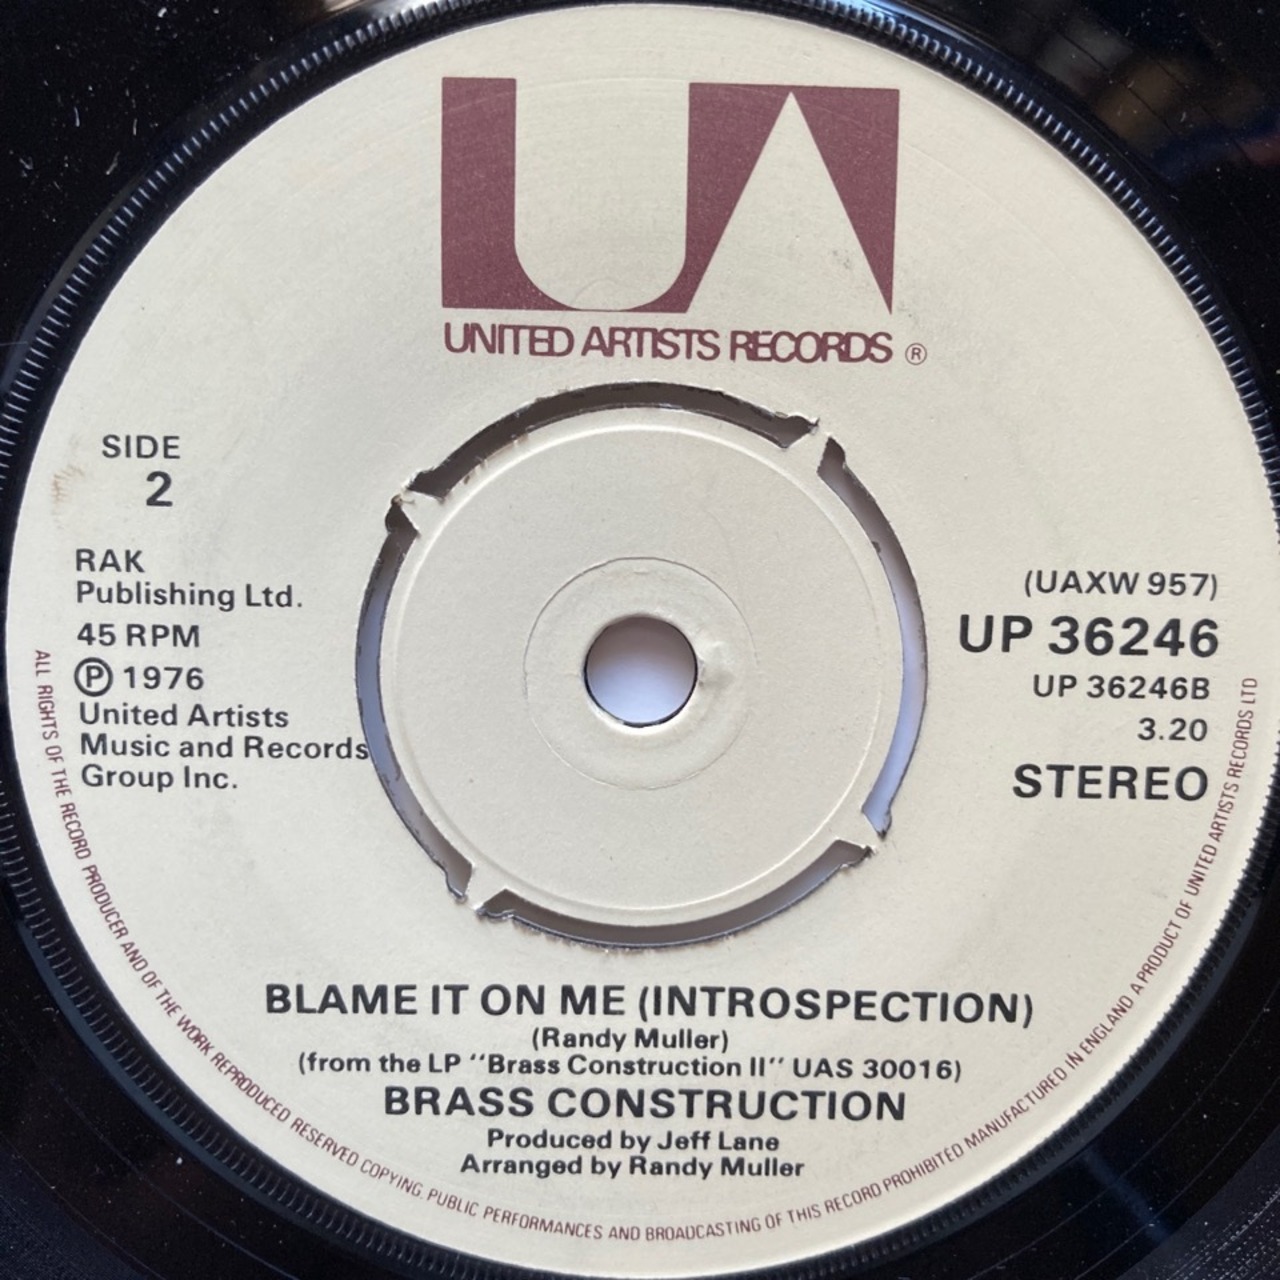 UA
UNITED ARTISTS RECORDS ®
SIDE
2
RAK
Publishing Ltd.
45 RPM
℗ 1976
United Artists
Music and Records
Group Inc.
(UAXW 957)
UP 36246
UP 36246B
3.20
STEREO
BLAME IT ON ME (INTROSPECTION)
(Randy Muller)
(from the LP "Brass Construction II" UAS 30016)
BRASS CONSTRUCTION
Produced by Jeff Lane
Arranged by Randy Muller
ALL RIGHTS OF THE RECORD PRODUCER AND OF THE WORK REPRODUCED RESERVED COPYING. PUBLIC PERFORMANCES AND BROADCASTING OF THIS RECORD PROHIBITED MANUFACTURED IN ENGLAND A PRODUCT OF UNITED ARTISTS RECORDS LTD